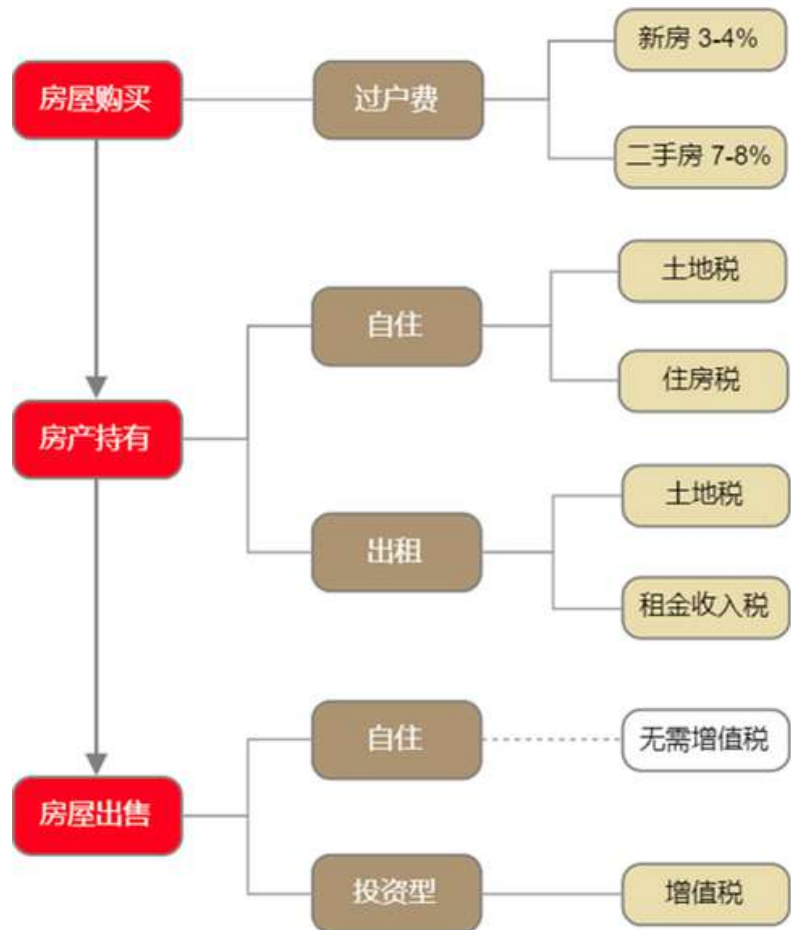 房屋购买
过户费
新房 3-4%
二手房 7-8%
房产持有
自住
土地税
住房税
出租
土地税
租金收入税
房屋出售
自住
无需增值税
投资型
增值税